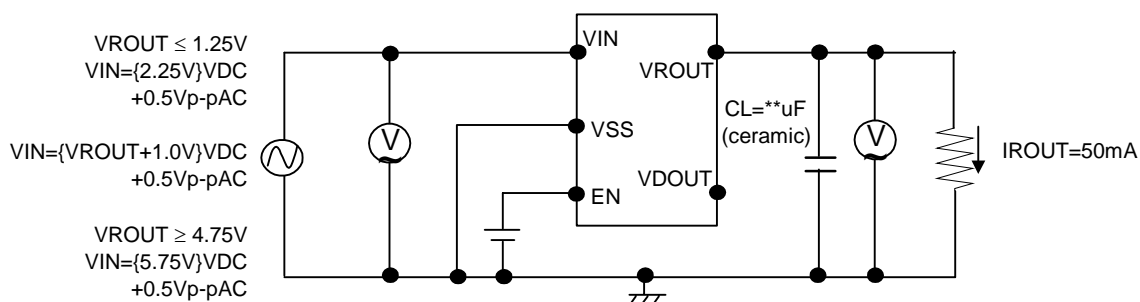 VROUT ≤ 1.25V
VIN={2.25V}VDC
+0.5Vp-pAC
VIN={VROUT+1.0V}VDC
+0.5Vp-pAC
VROUT ≥ 4.75V
VIN={5.75V}VDC
+0.5Vp-pAC
V
VIN
VROUT
VSS
EN
VDOUT
CL=**uF
(ceramic)
V
IROUT=50mA